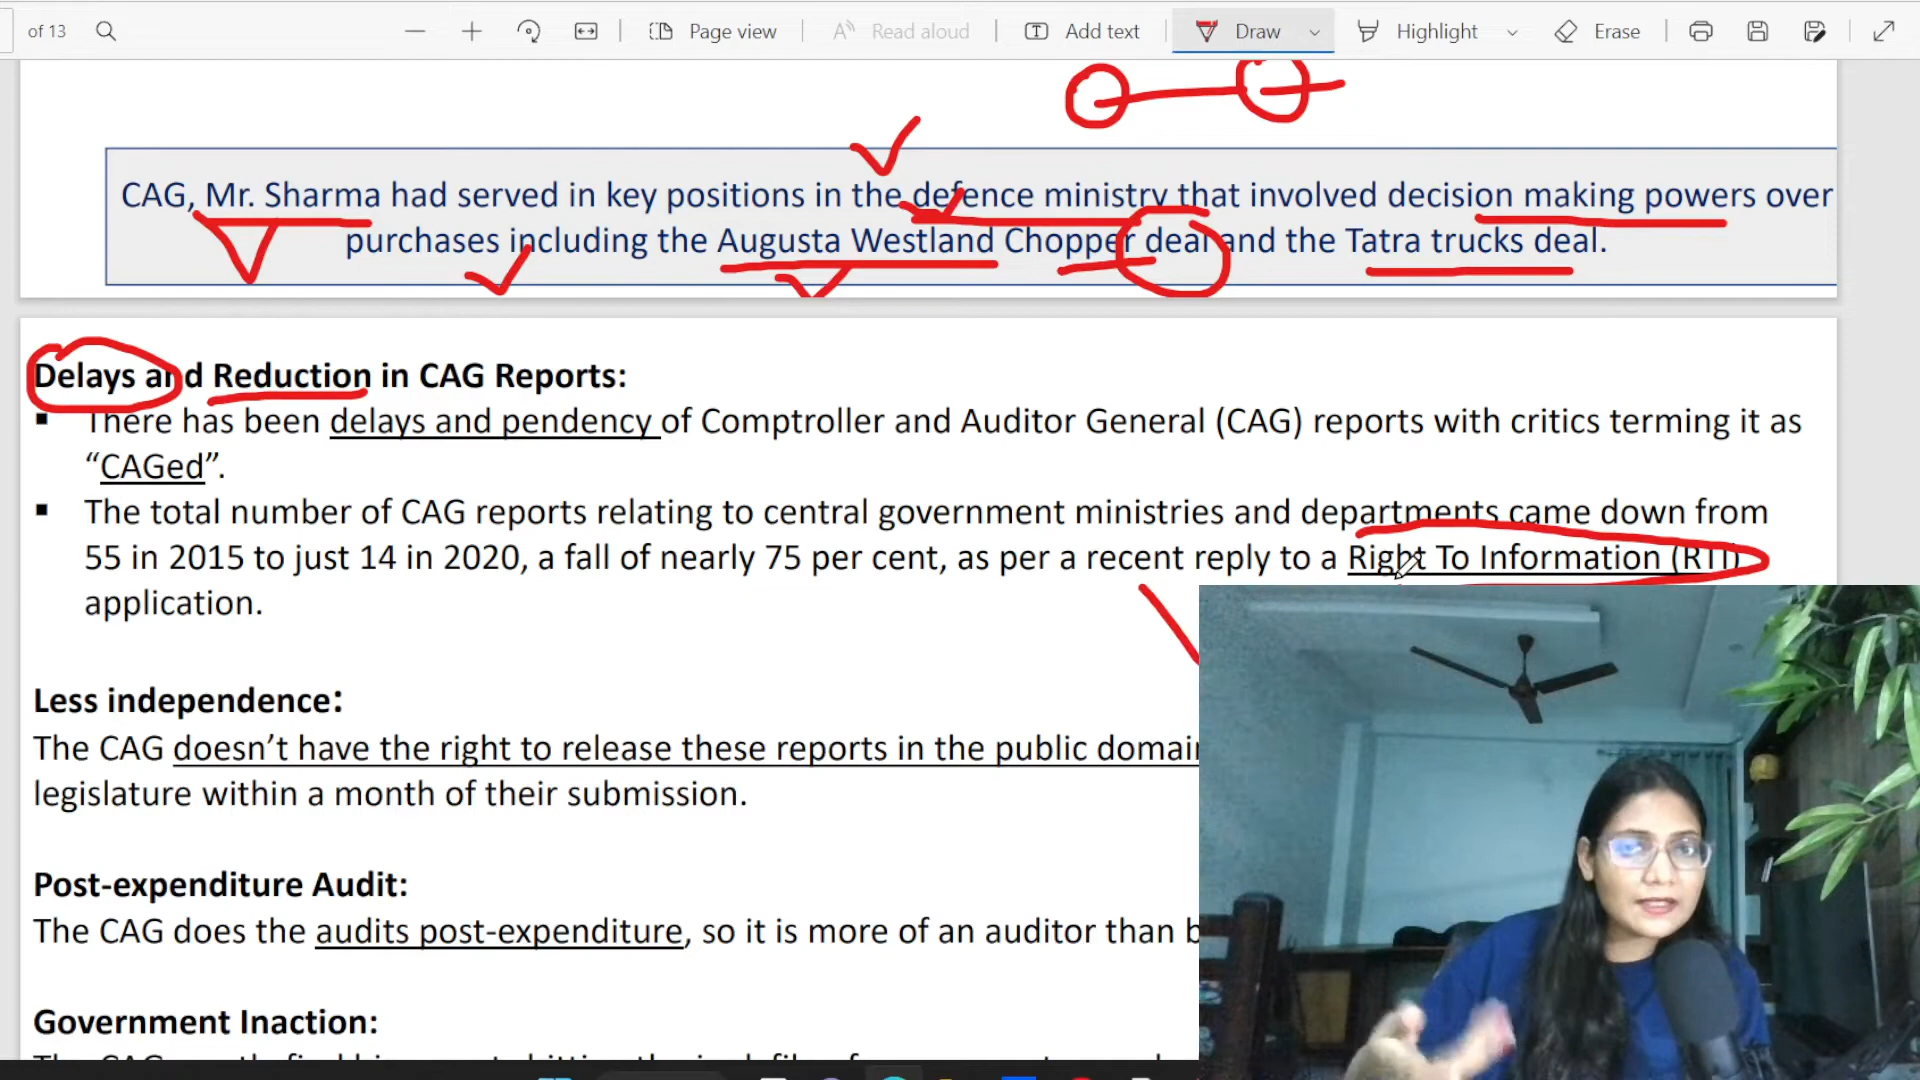 of 13
Page view
Read aloud
Add text
Draw
Highlight
Erase
CAG, Mr. Sharma had served in key positions in the defence ministry that involved decision making powers over
purchases including the Augusta Westland Chopper deal and the Tatra trucks deal.
Delays and Reduction in CAG Reports:
▪ There has been delays and pendency of Comptroller and Auditor General (CAG) reports with critics terming it as
“CAGed”.
▪ The total number of CAG reports relating to central government ministries and departments came down from
55 in 2015 to just 14 in 2020, a fall of nearly 75 per cent, as per a recent reply to a Right To Information (RTI)
application.
Less independence:
The CAG doesn’t have the right to release these reports in the public domain
legislature within a month of their submission.
Post-expenditure Audit:
The CAG does the audits post-expenditure, so it is more of an auditor than
Government Inaction: